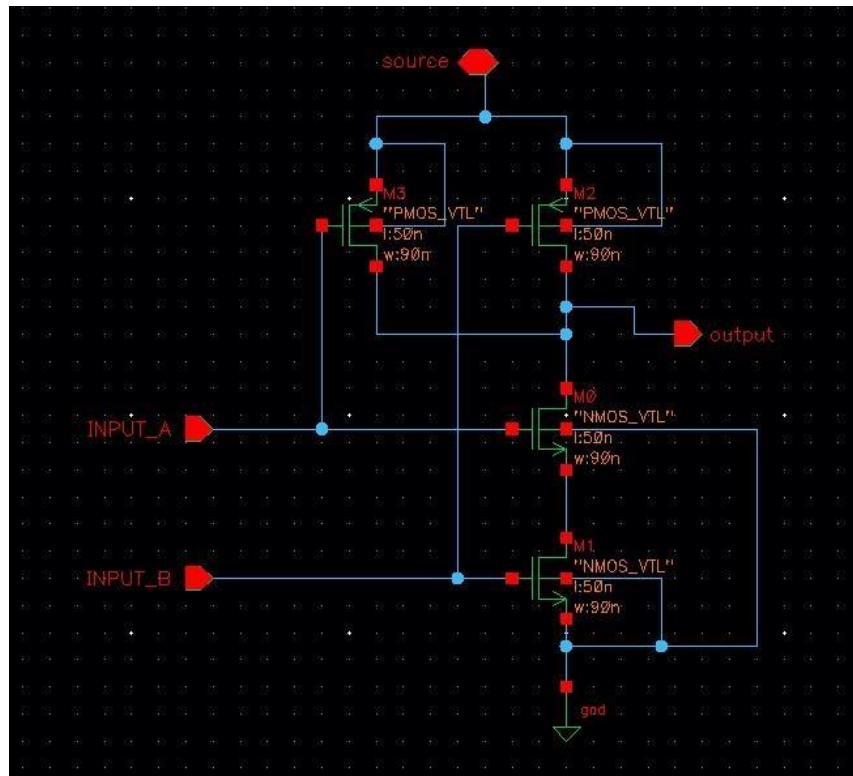 source
M3
"PMOS_VTL"
l:50n
w:90n
M2
"PMOS_VTL"
l:50n
w:90n
output
INPUT_A
M0
"NMOS_VTL"
l:50n
w:90n
INPUT_B
M1
"NMOS_VTL"
l:50n
w:90n
gnd